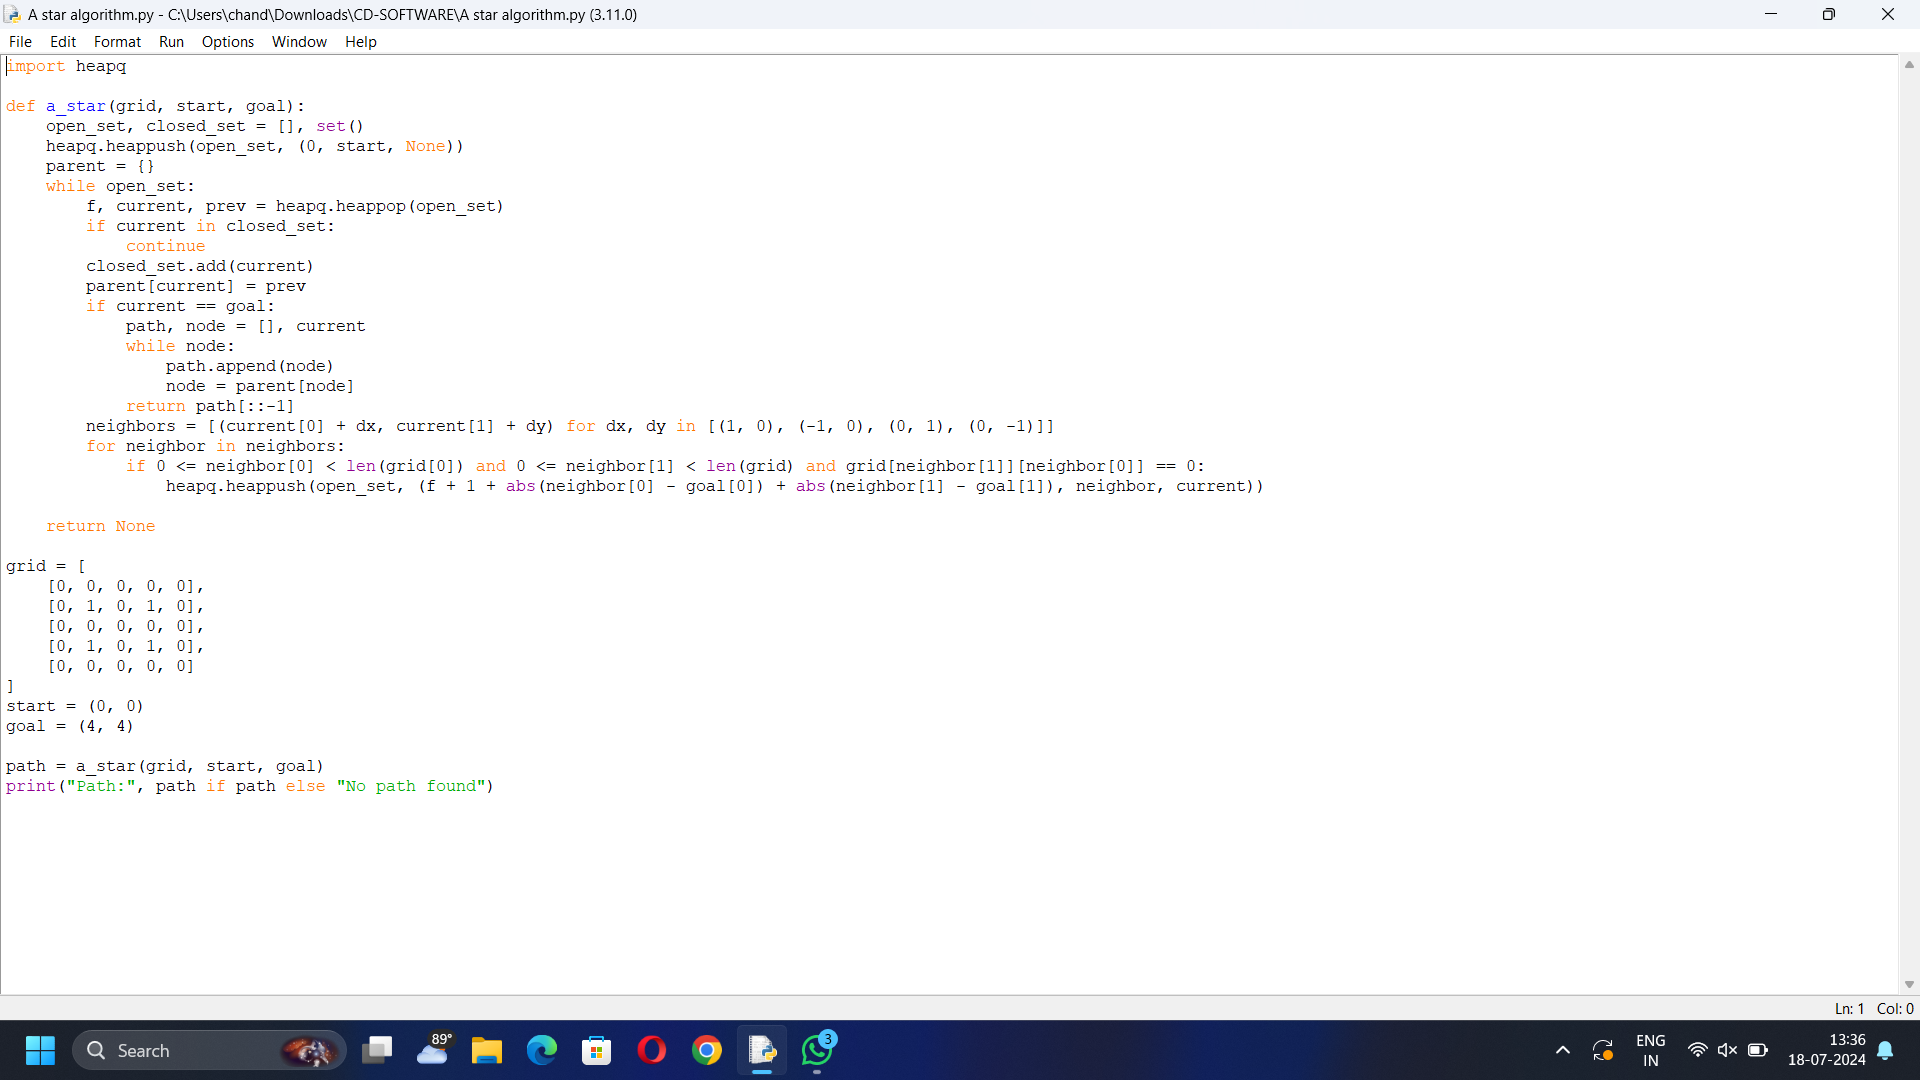 A star algorithm.py - C:\Users\chand\Downloads\CD-SOFTWARE\A star algorithm.py (3.11.0)
File Edit Format Run Options Window Help
import heapq

def a_star(grid, start, goal):
    open_set, closed_set = [], set()
    heapq.heappush(open_set, (0, start, None))
    parent = {}
    while open_set:
        f, current, prev = heapq.heappop(open_set)
        if current in closed_set:
            continue
        closed_set.add(current)
        parent[current] = prev
        if current == goal:
            path, node = [], current
            while node:
                path.append(node)
                node = parent[node]
            return path[::-1]
        neighbors = [(current[0] + dx, current[1] + dy) for dx, dy in [(1, 0), (-1, 0), (0, 1), (0, -1)]]
        for neighbor in neighbors:
            if 0 <= neighbor[0] < len(grid[0]) and 0 <= neighbor[1] < len(grid) and grid[neighbor[1]][neighbor[0]] == 0:
                heapq.heappush(open_set, (f + 1 + abs(neighbor[0] - goal[0]) + abs(neighbor[1] - goal[1]), neighbor, current))

    return None

grid = [
    [0, 0, 0, 0, 0],
    [0, 1, 0, 1, 0],
    [0, 0, 0, 0, 0],
    [0, 1, 0, 1, 0],
    [0, 0, 0, 0, 0]
]
start = (0, 0)
goal = (4, 4)

path = a_star(grid, start, goal)
print("Path:", path if path else "No path found")
Ln: 1 Col: 0
Search
89°
3
ENG
IN
13:36
18-07-2024